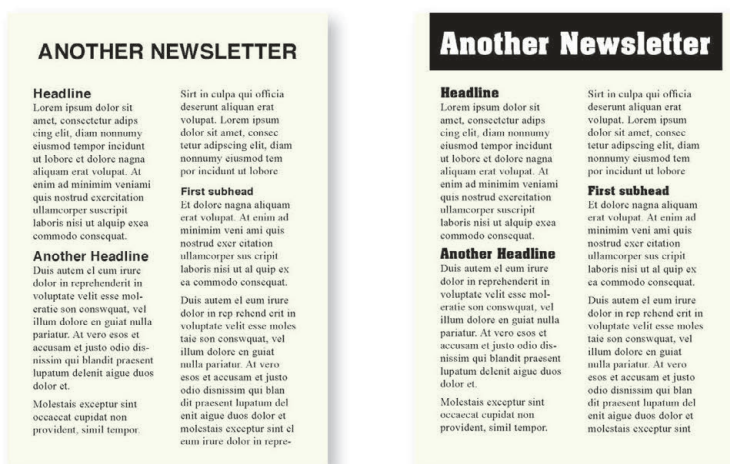 ANOTHER NEWSLETTER
Headline
Lorem ipsum dolor sit
amet, consectetur adips
cing elit, diam nonnumy
eiusmod tempor incidunt
ut lobore et dolore nagna
aliquam erat volupat. At
enim ad minimim veniami
quis nostrud exercitation
ullamcorper suscripit
laboris nisi ut alquip exea
commodo consequat.
Another Headline
Duis autem el eum irure
dolor in reprehenderit in
voluptate velit esse mol-
eratie son conswquat, vel
illum dolore en guiat nulla
pariatur. At vero esos et
accusam et justo odio dis-
nissim qui blandit praesent
lupatum delenit aigue duos
dolor et.
Molestais exceptur sint
occaecat cupidat non
provident, simil tempor.
Sirt in culpa qui officia
deserunt aliquan erat
volupat. Lorem ipsum
dolor sit amet, consec
tetur adipscing elit, diam
nonnumy eiusmod tem
por incidunt ut lobore
First subhead
Et dolore nagna aliquam
erat volupat. At enim ad
minimim veni ami quis
nostrud exer citation
ullamcorper sus cripit
laboris nisi ut al quip ex
ea commodo consequat.
Duis autem el eum irure
dolor in rep rehend erit in
voluptate velit esse moles
taie son conswquat, vel
illum dolore en guiat
nulla pariatur. At vero
esos et accusam et justo
odio disnissim qui blan
dit praesent lupatum del
enit aigue duos dolor et
molestais exceptur sint el
eum irure dolor in repre-
Another Newsletter
Headline
Lorem ipsum dolor sit
amet, consectetur adips
cing elit, diam nonnumy
eiusmod tempor incidunt
ut lobore et dolore nagna
aliquam erat volupat. At
enim ad minimim veniami
quis nostrud exercitation
ullamcorper suscripit
laboris nisi ut alquip exea
commodo consequat.
Another Headline
Duis autem el eum irure
dolor in reprehenderit in
voluptate velit esse mol-
eratie son conswquat, vel
illum dolore en guiat nulla
pariatur. At vero esos et
accusam et justo odio dis-
nissim qui blandit praesent
lupatum delenit aigue duos
dolor et.
Molestais exceptur sint
occaecat cupidat non
provident, simil tempor.
Sirt in culpa qui officia
deserunt aliquan erat
volupat. Lorem ipsum
dolor sit amet, consec
tetur adipscing elit, diam
nonnumy eiusmod tem
por incidunt ut lobore
First subhead
Et dolore nagna aliquam
erat volupat. At enim ad
minimim veni ami quis
nostrud exer citation
ullamcorper sus cripit
laboris nisi ut al quip ex
ea commodo consequat.
Duis autem el eum irure
dolor in rep rehend erit in
voluptate velit esse moles
taie son conswquat, vel
illum dolore en guiat
nulla pariatur. At vero
esos et accusam et justo
odio disnissim qui blan
dit praesent lupatum del
enit aigue duos dolor et
molestais exceptur sint